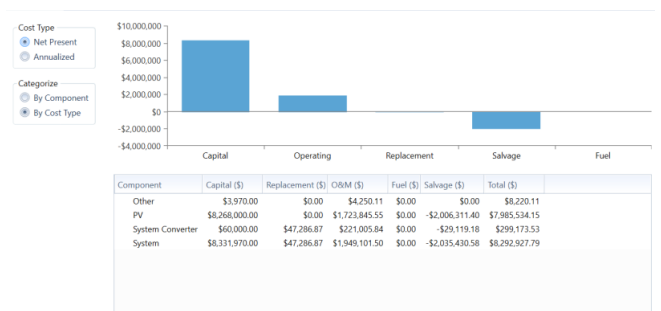 Cost Type
Net Present
Annualized
Categorize
By Component
By Cost Type
$10,000,000
$8,000,000
$6,000,000
$4,000,000
$2,000,000
$0
-$2,000,000
-$4,000,000
Capital Operating Replacement Salvage Fuel
Component Capital ($) Replacement ($) O&M ($) Fuel ($) Salvage ($) Total ($)
Other $3,970.00 $0.00 $4,250.11 $0.00 $0.00 $8,220.11
PV $8,268,000.00 $0.00 $1,723,845.55 $0.00 -$2,006,311.40 $7,985,534.15
System Converter $60,000.00 $47,286.87 $221,005.84 $0.00 -$29,119.18 $299,173.53
System $8,331,970.00 $47,286.87 $1,949,101.50 $0.00 -$2,035,430.58 $8,292,927.79